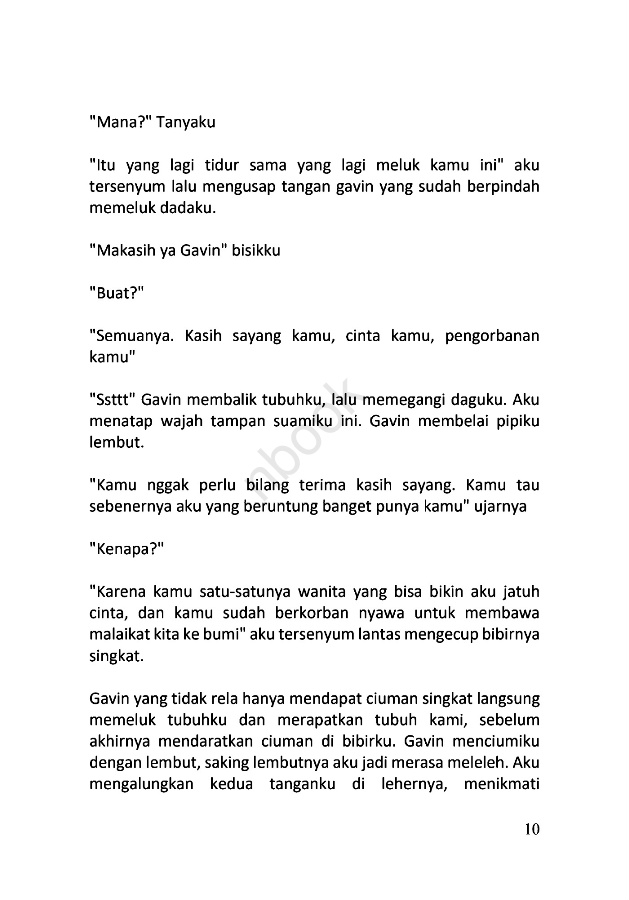 "Mana?" Tanyaku
"Itu yang lagi tidur sama yang lagi meluk kamu ini" aku
tersenyum lalu mengusap tangan gavin yang sudah berpindah
memeluk dadaku.
"Makasih ya Gavin" bisikku
"Buat?"
"Semuanya. Kasih sayang kamu, cinta kamu, pengorbanan
kamu"
"Ssttt" Gavin membalik tubuhku, lalu memegangi daguku. Aku
menatap wajah tampan suamiku ini. Gavin membelai pipiku
lembut.
"Kamu nggak perlu bilang terima kasih sayang. Kamu tau
sebenernya aku yang beruntung banget punya kamu" ujarnya
"Kenapa?"
"Karena kamu satu-satunya wanita yang bisa bikin aku jatuh
cinta, dan kamu sudah berkorban nyawa untuk membawa
malaikat kita ke bumi" aku tersenyum lantas mengecup bibirnya
singkat.
Gavin yang tidak rela hanya mendapat ciuman singkat langsung
memeluk tubuhku dan merapatkan tubuh kami, sebelum
akhirnya mendaratkan ciuman di bibirku. Gavin menciumiku
dengan lembut, saking lembutnya aku jadi merasa meleleh. Aku
mengalungkan kedua tanganku di lehernya, menikmati
nbook
10